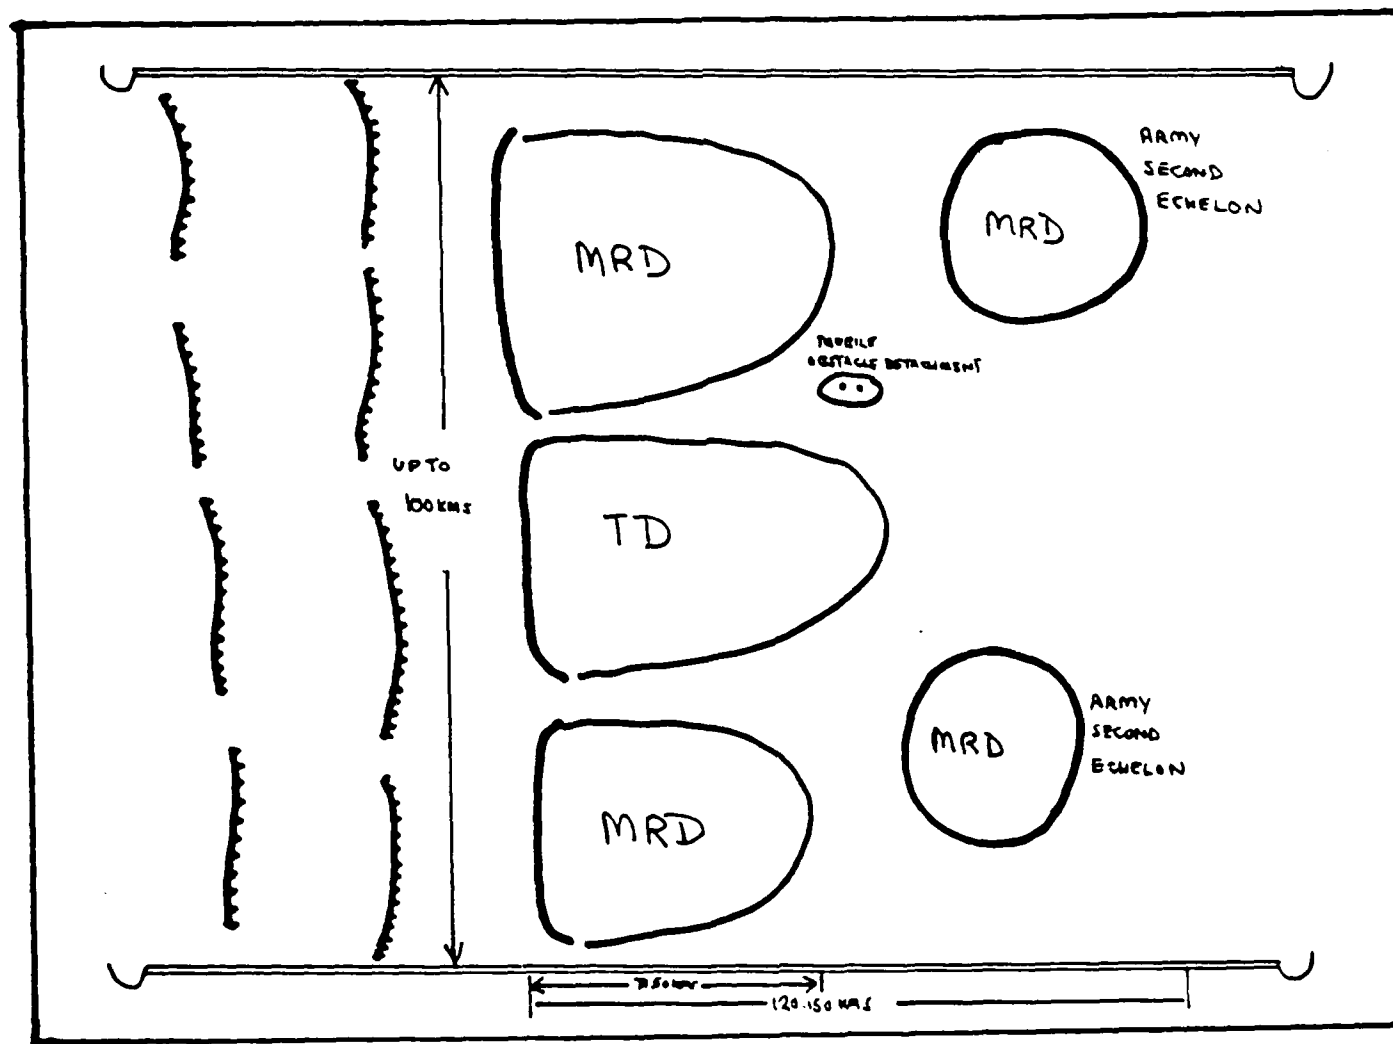 ARMY
SECOND
ECHELON
MRD
MRD
MOBILE
OBSTACLE DETACHMENT
UP TO
100 KMS
TD
ARMY
SECOND
ECHELON
MRD
MRD
120-150 KMS